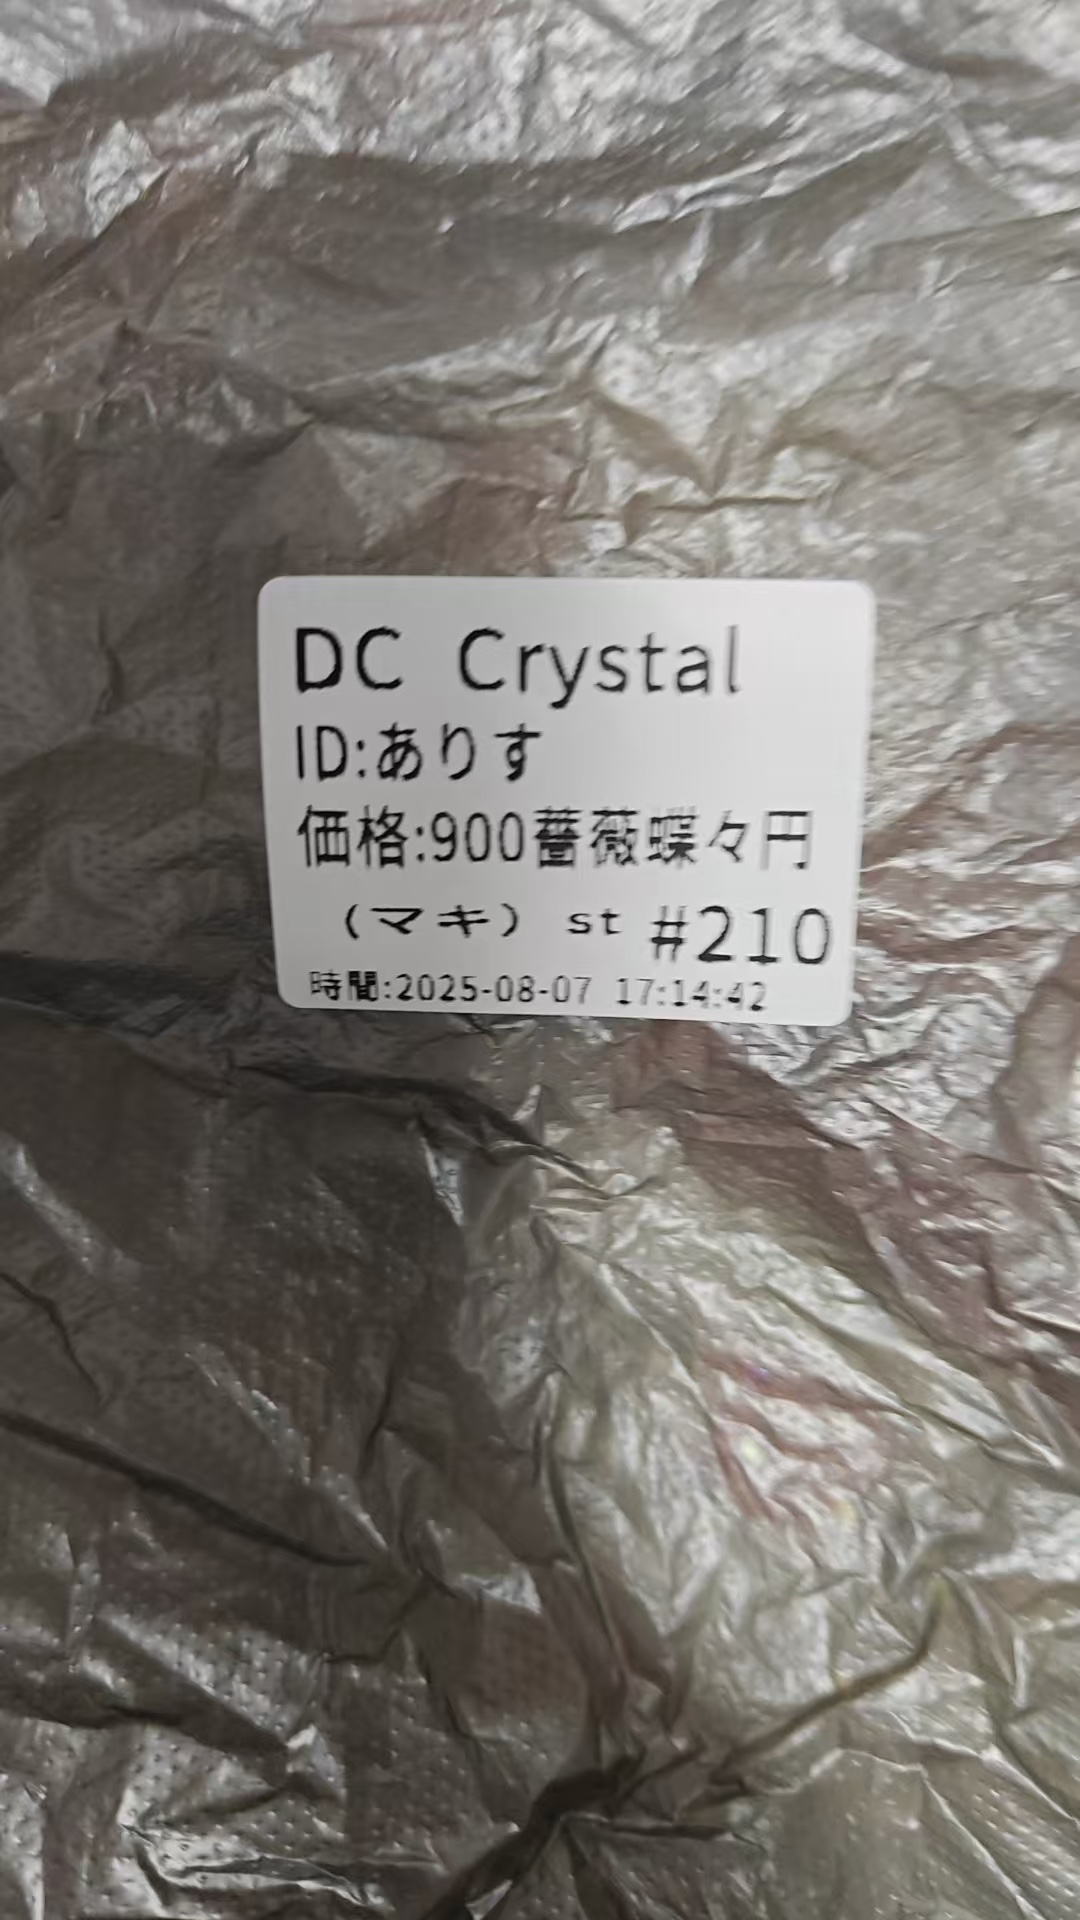 DC Crystal
ID:ありす
価格:900薔薇蝶々円
(マキ) st #210
時間:2025-08-07 17:14:42